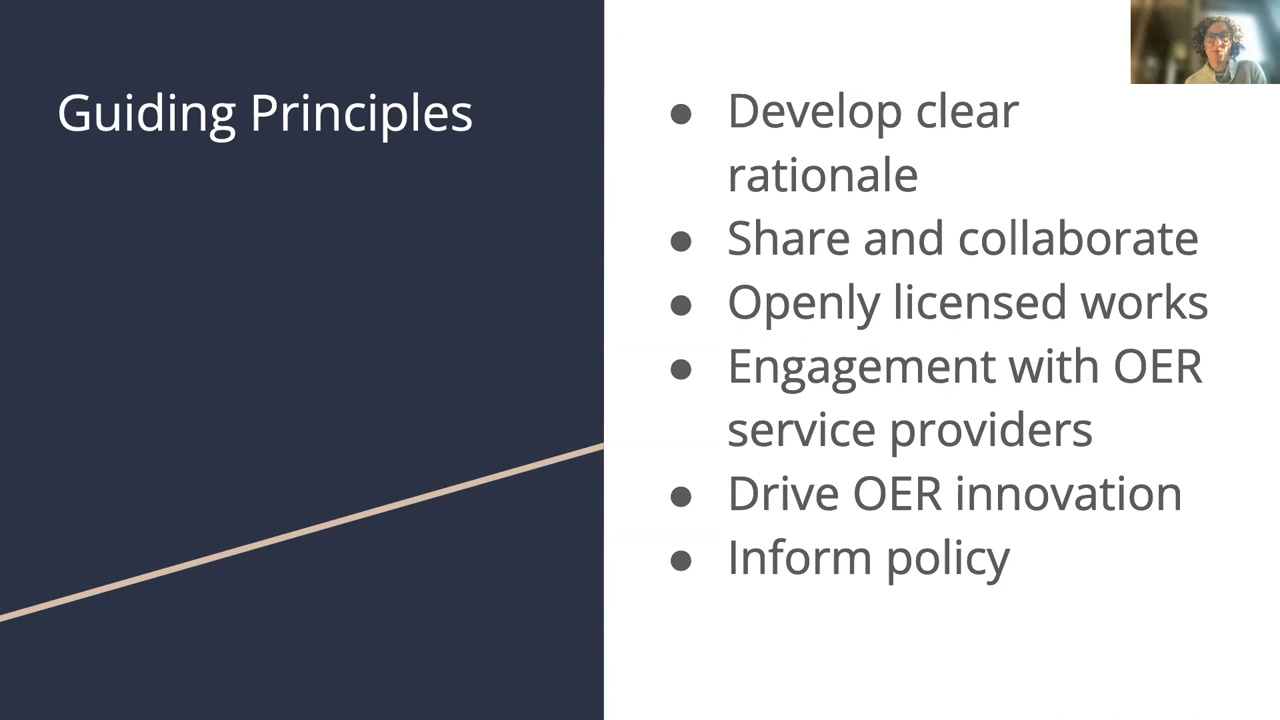 Guiding Principles
● Develop clear
rationale
● Share and collaborate
● Openly licensed works
● Engagement with OER
service providers
● Drive OER innovation
● Inform policy